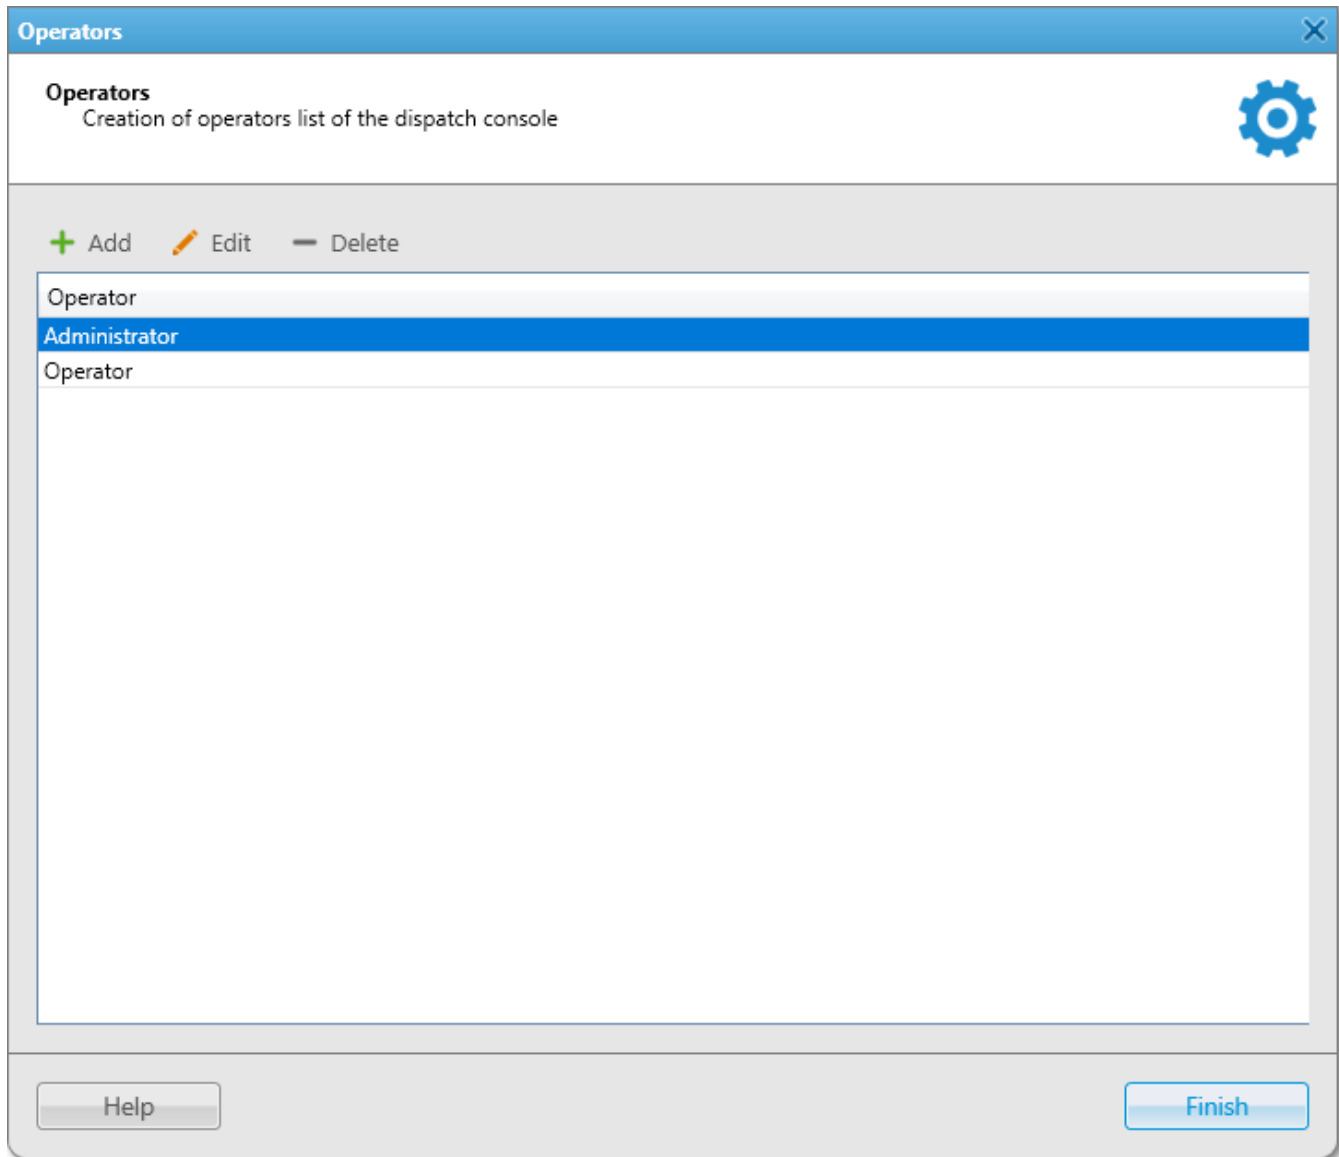 Operators
Operators
Creation of operators list of the dispatch console
Add Edit Delete
Operator
Administrator
Operator
Help Finish